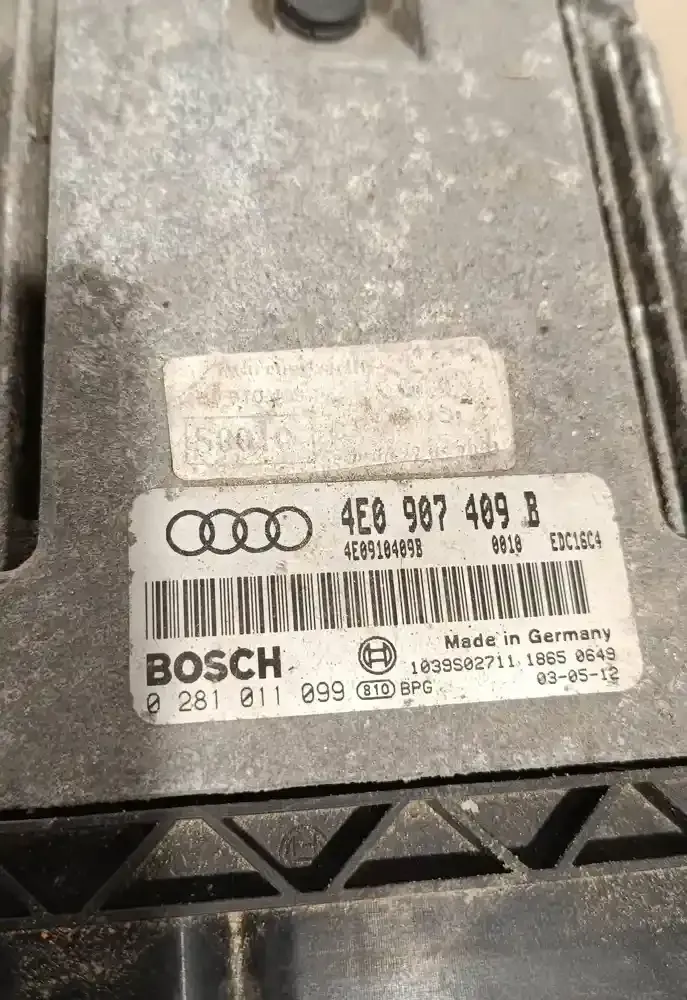 4E0 907 409 B
4E0910409B 0010 EDC16C4
BOSCH
Made in Germany
1039S02711 1865 0649
0 281 011 099 810 BPG
03-05-12